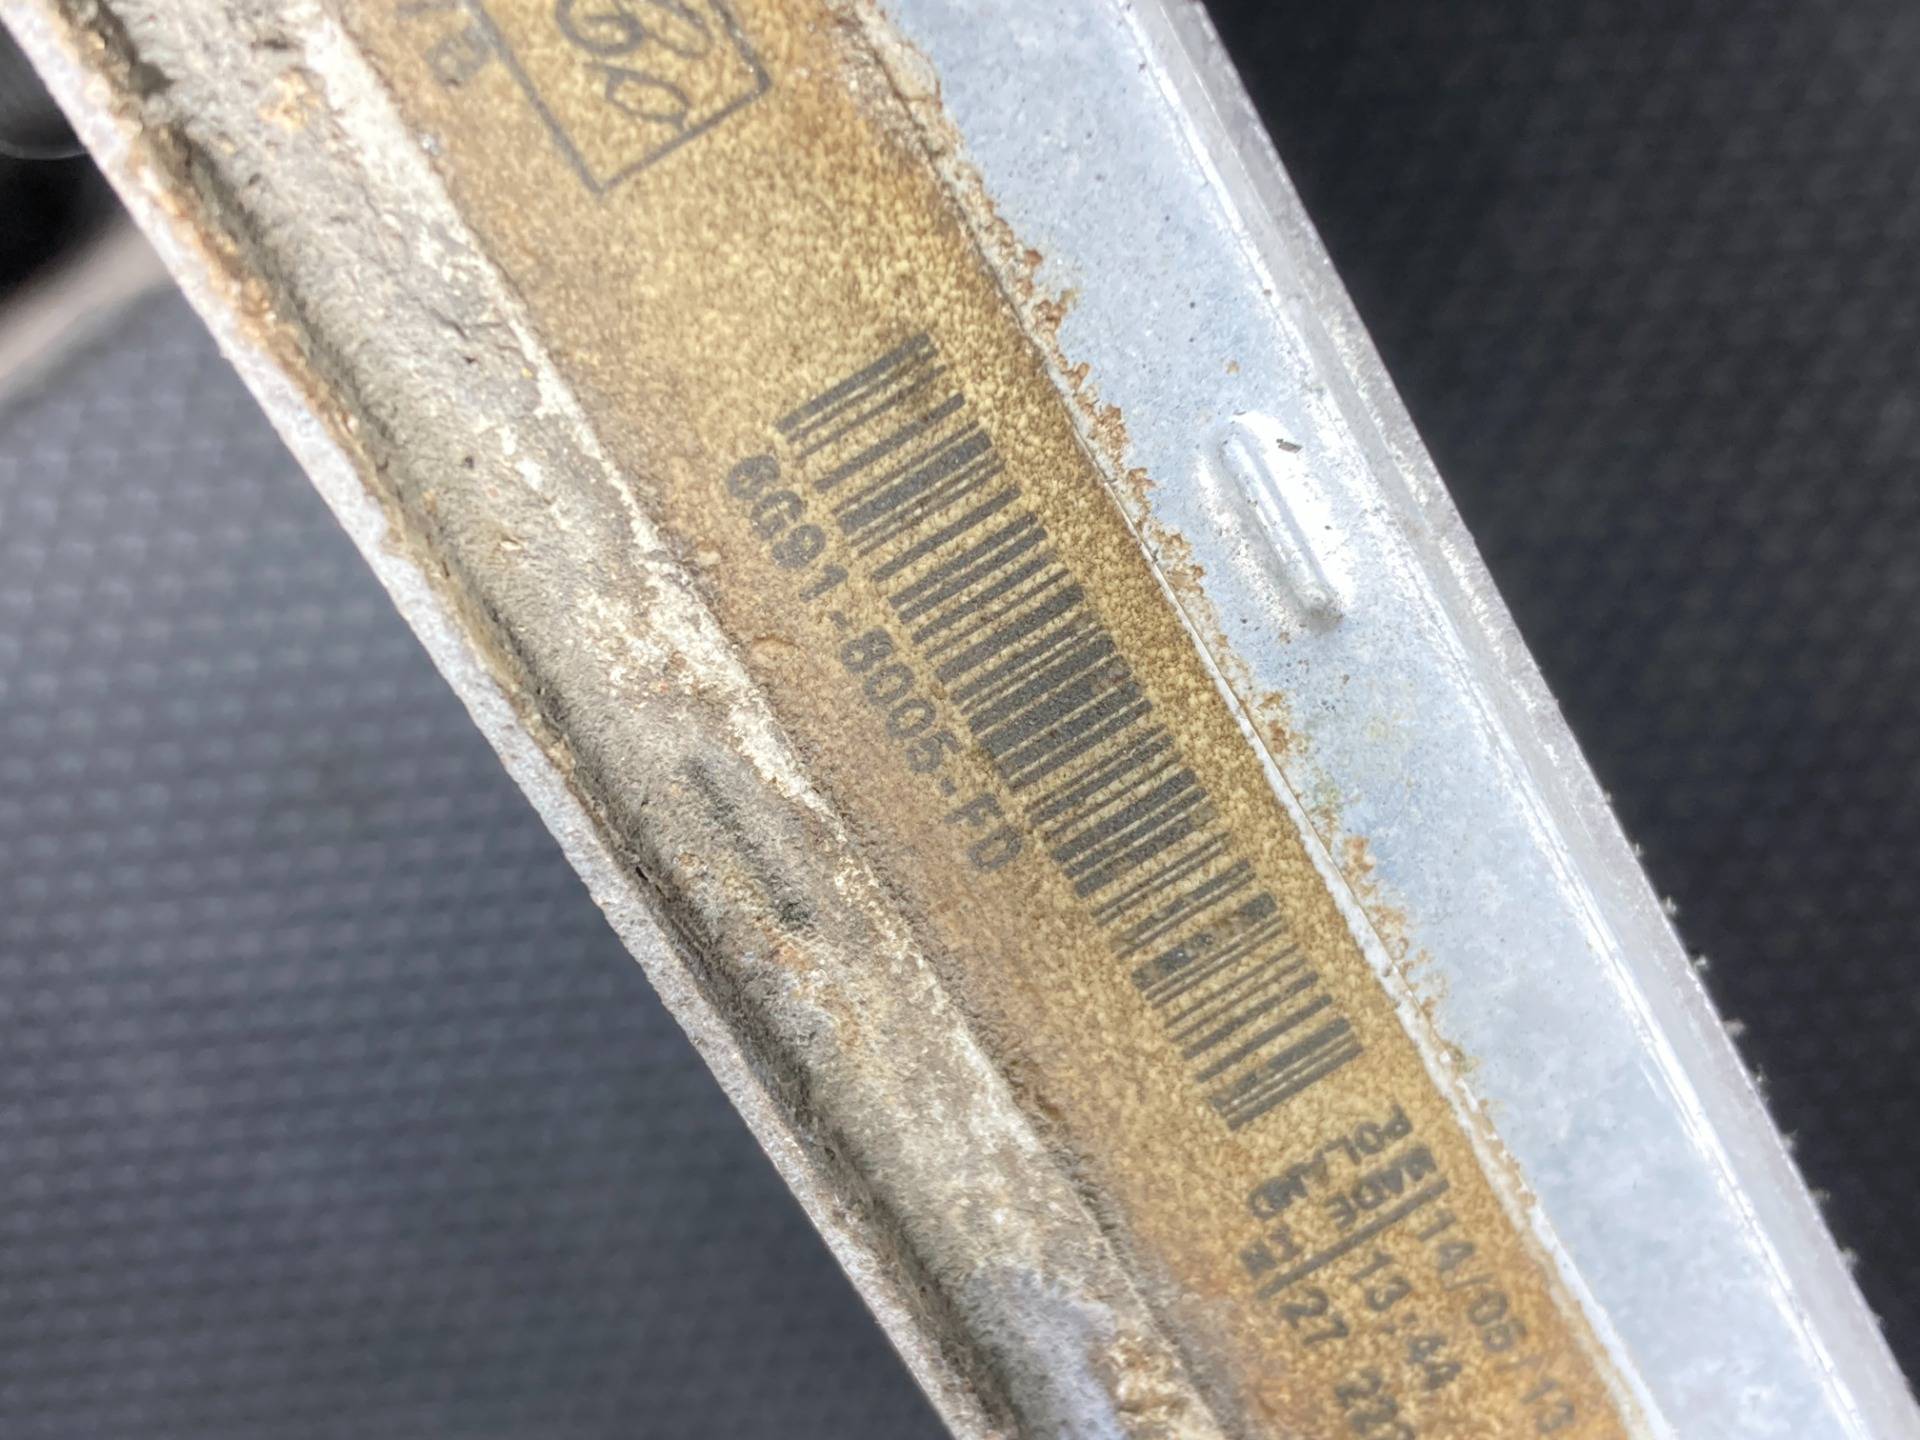 6G91-8005-FD
MADE IN
POLAND
14/05/13
13:44
27